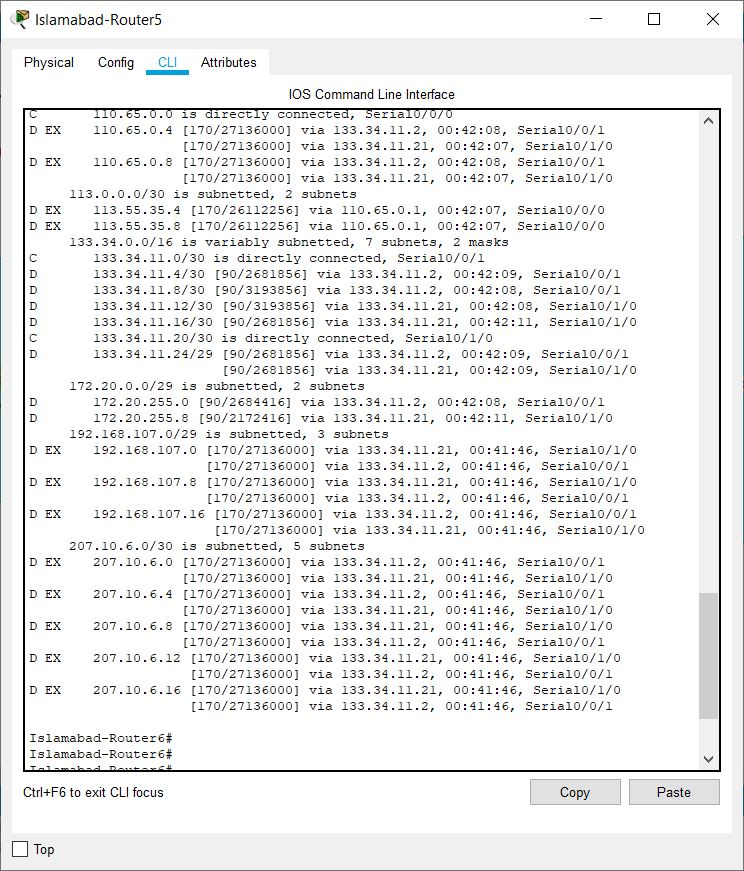 Islamabad-Router5
Physical Config CLI Attributes
IOS Command Line Interface
C       110.65.0.0 is directly connected, Serial0/0/0
D EX    110.65.0.4 [170/27136000] via 133.34.11.2, 00:42:08, Serial0/0/1
                   [170/27136000] via 133.34.11.21, 00:42:07, Serial0/1/0
D EX    110.65.0.8 [170/27136000] via 133.34.11.2, 00:42:08, Serial0/0/1
                   [170/27136000] via 133.34.11.21, 00:42:07, Serial0/1/0
     113.0.0.0/30 is subnetted, 2 subnets
D EX    113.55.35.4 [170/26112256] via 110.65.0.1, 00:42:07, Serial0/0/0
D EX    113.55.35.8 [170/26112256] via 110.65.0.1, 00:42:07, Serial0/0/0
     133.34.0.0/16 is variably subnetted, 7 subnets, 2 masks
C       133.34.11.0/30 is directly connected, Serial0/0/1
D       133.34.11.4/30 [90/2681856] via 133.34.11.2, 00:42:09, Serial0/0/1
D       133.34.11.8/30 [90/3193856] via 133.34.11.2, 00:42:08, Serial0/0/1
D       133.34.11.12/30 [90/3193856] via 133.34.11.21, 00:42:08, Serial0/1/0
D       133.34.11.16/30 [90/2681856] via 133.34.11.21, 00:42:11, Serial0/1/0
C       133.34.11.20/30 is directly connected, Serial0/1/0
D       133.34.11.24/29 [90/2681856] via 133.34.11.2, 00:42:09, Serial0/0/1
                        [90/2681856] via 133.34.11.21, 00:42:09, Serial0/1/0
     172.20.0.0/29 is subnetted, 2 subnets
D       172.20.255.0 [90/2684416] via 133.34.11.2, 00:42:08, Serial0/0/1
D       172.20.255.8 [90/2172416] via 133.34.11.21, 00:42:11, Serial0/1/0
     192.168.107.0/29 is subnetted, 3 subnets
D EX    192.168.107.0 [170/27136000] via 133.34.11.21, 00:41:46, Serial0/1/0
                      [170/27136000] via 133.34.11.2, 00:41:46, Serial0/0/1
D EX    192.168.107.8 [170/27136000] via 133.34.11.21, 00:41:46, Serial0/1/0
                      [170/27136000] via 133.34.11.2, 00:41:46, Serial0/0/1
D EX    192.168.107.16 [170/27136000] via 133.34.11.2, 00:41:46, Serial0/0/1
                       [170/27136000] via 133.34.11.21, 00:41:46, Serial0/1/0
     207.10.6.0/30 is subnetted, 5 subnets
D EX    207.10.6.0 [170/27136000] via 133.34.11.2, 00:41:46, Serial0/0/1
                   [170/27136000] via 133.34.11.21, 00:41:46, Serial0/1/0
D EX    207.10.6.4 [170/27136000] via 133.34.11.2, 00:41:46, Serial0/0/1
                   [170/27136000] via 133.34.11.21, 00:41:46, Serial0/1/0
D EX    207.10.6.8 [170/27136000] via 133.34.11.21, 00:41:46, Serial0/1/0
                   [170/27136000] via 133.34.11.2, 00:41:46, Serial0/0/1
D EX    207.10.6.12 [170/27136000] via 133.34.11.21, 00:41:46, Serial0/1/0
                    [170/27136000] via 133.34.11.2, 00:41:46, Serial0/0/1
D EX    207.10.6.16 [170/27136000] via 133.34.11.21, 00:41:46, Serial0/1/0
                    [170/27136000] via 133.34.11.2, 00:41:46, Serial0/0/1
Islamabad-Router6#
Islamabad-Router6#
Islamabad-Router6#
Ctrl+F6 to exit CLI focus
Copy Paste
Top